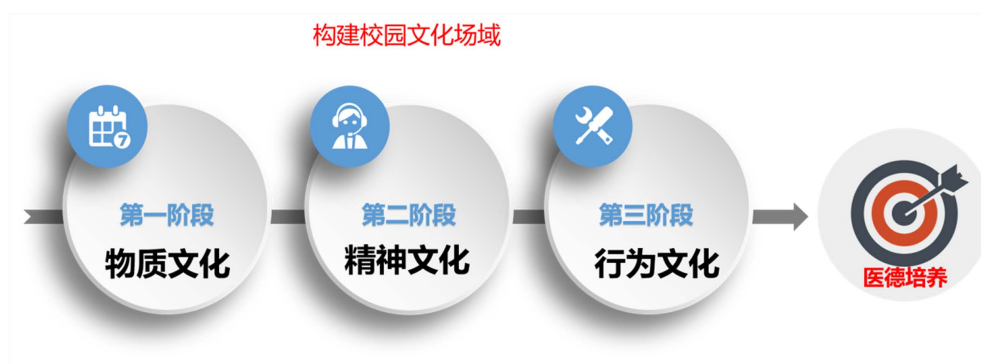 构建校园文化场域
7
第一阶段
物质文化
第二阶段
精神文化
第三阶段
行为文化
医德培养